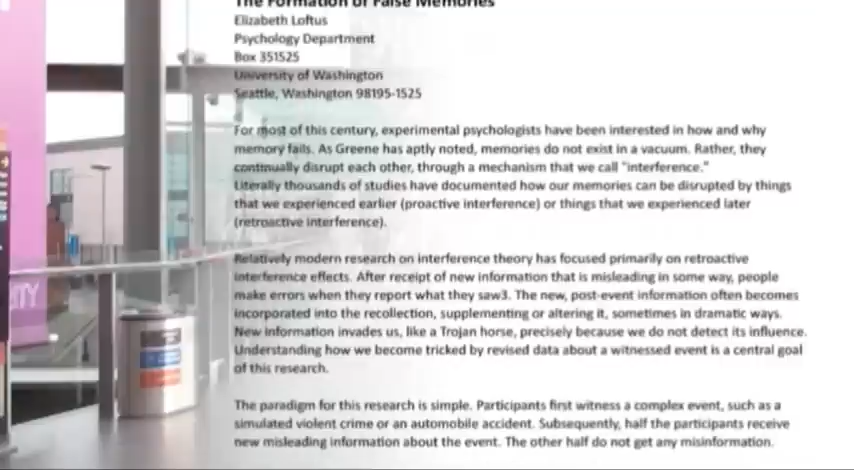 The Formation of False Memories
Elizabeth Loftus
Psychology Department
Box 351525
University of Washington
Seattle, Washington 98195-1525
For most of this century, experimental psychologists have been interested in how and why
memory fails. As Greene has aptly noted, memories do not exist in a vacuum. Rather, they
continually disrupt each other, through a mechanism that we call "interference."
Literally thousands of studies have documented how our memories can be disrupted by things
that we experienced earlier (proactive interference) or things that we experienced later
(retroactive interference).
Relatively modern research on interference theory has focused primarily on retroactive
interference effects. After receipt of new information that is misleading in some way, people
make errors when they report what they saw3. The new, post-event information often becomes
incorporated into the recollection, supplementing or altering it, sometimes in dramatic ways.
New information invades us, like a Trojan horse, precisely because we do not detect its influence.
Understanding how we become tricked by revised data about a witnessed event is a central goal
of this research.
The paradigm for this research is simple. Participants first witness a complex event, such as a
simulated violent crime or an automobile accident. Subsequently, half the participants receive
new misleading information about the event. The other half do not get any misinformation.